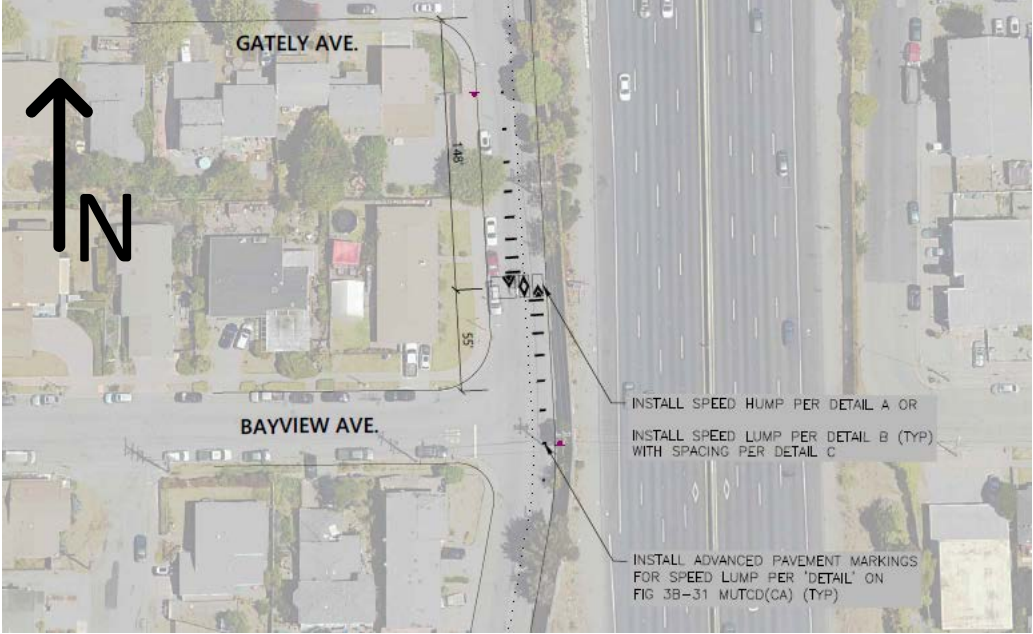 GATELY AVE.
148'
N
55'
INSTALL SPEED HUMP PER DETAIL A OR
BAYVIEW AVE.
INSTALL SPEED LUMP PER DETAIL B (TYP)
WITH SPACING PER DETAIL C
INSTALL ADVANCED PAVEMENT MARKINGS
FOR SPEED LUMP PER 'DETAIL' ON
FIG 3B-31 MUTCD(CA) (TYP)